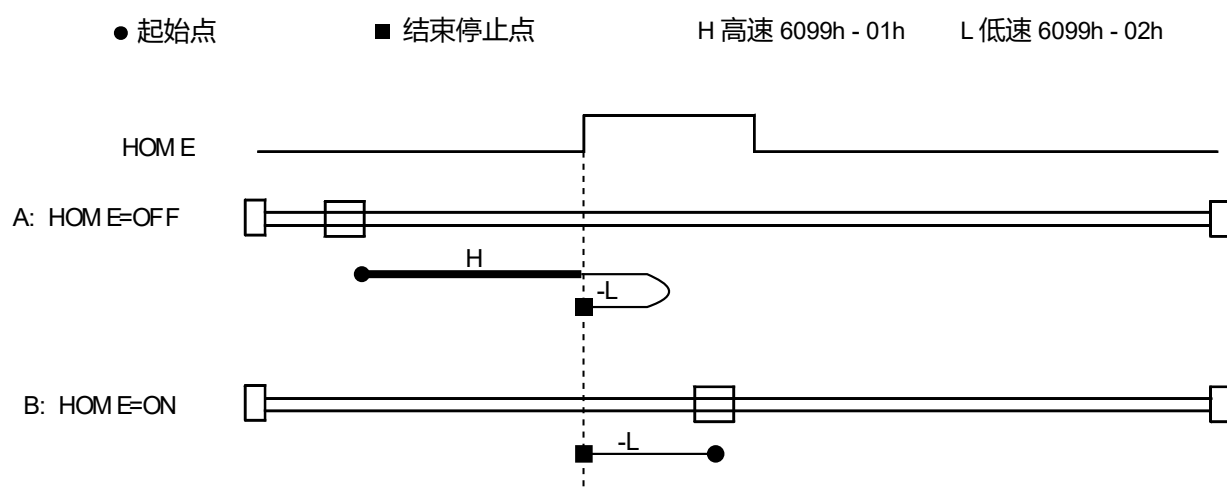 ● 起始点 ■ 结束停止点 H 高速 6099h - 01h L 低速 6099h - 02h
HOME
A: HOME=OFF
H
-L
B: HOME=ON
-L